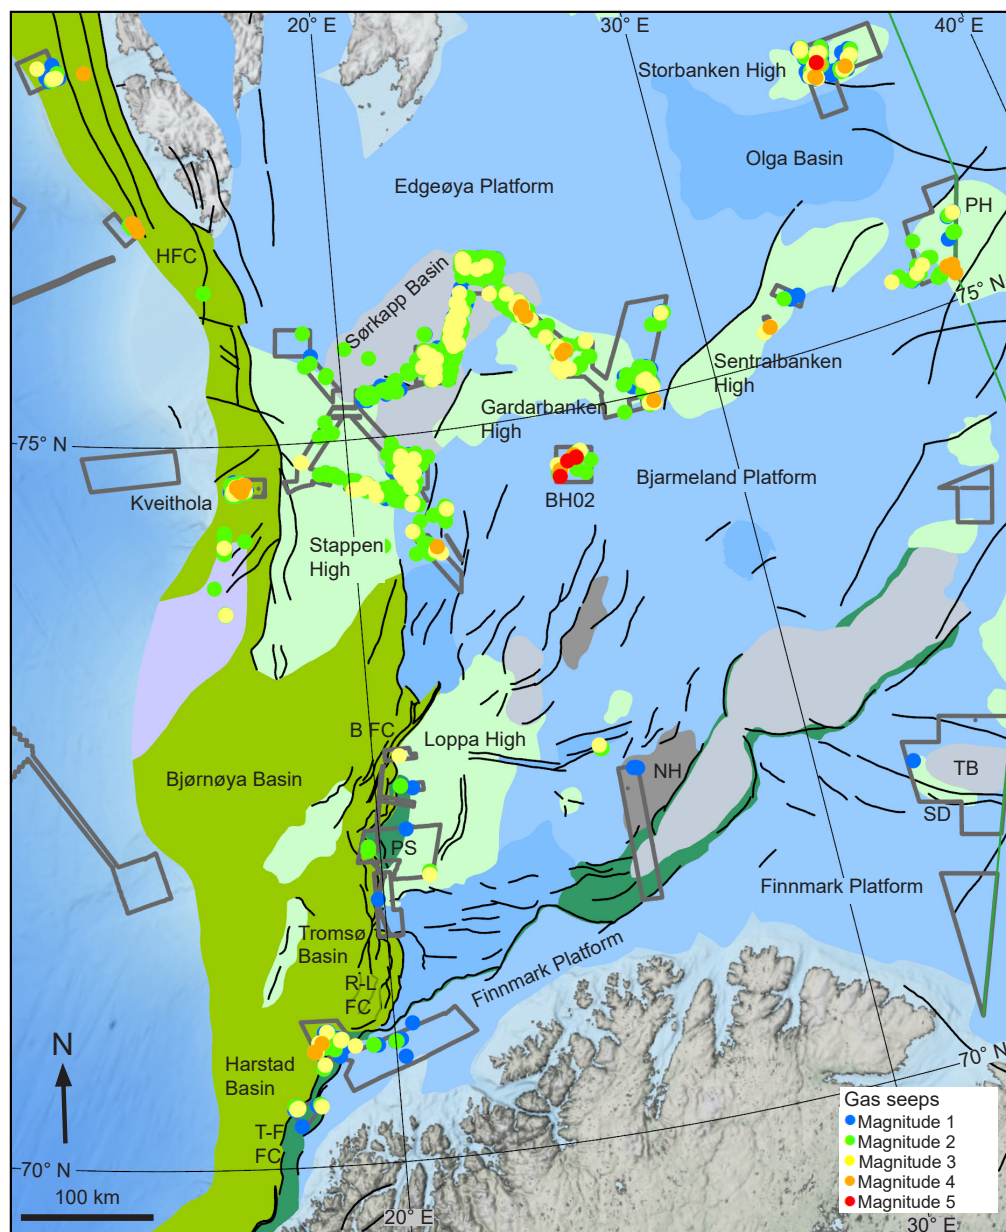 20° E
30° E
40° E
Storbanken High
Olga Basin
Edgeøya Platform
PH
HFC
Sørkapp Basin
75° N
Sentralbanken
High
Gardarbanken
High
75° N
Bjarmeland Platform
Kveithola
BH02
Stappen
High
B FC
Loppa High
NH
TB
Bjørnøya Basin
SD
PS
Finnmark Platform
Tromsø
Basin
Finnmark Platform
R-L
FC
N
70° N
Harstad
Basin
Gas seeps
Magnitude 1
Magnitude 2
Magnitude 3
Magnitude 4
Magnitude 5
T-F
FC
70° N
100 km
20° E
30° E